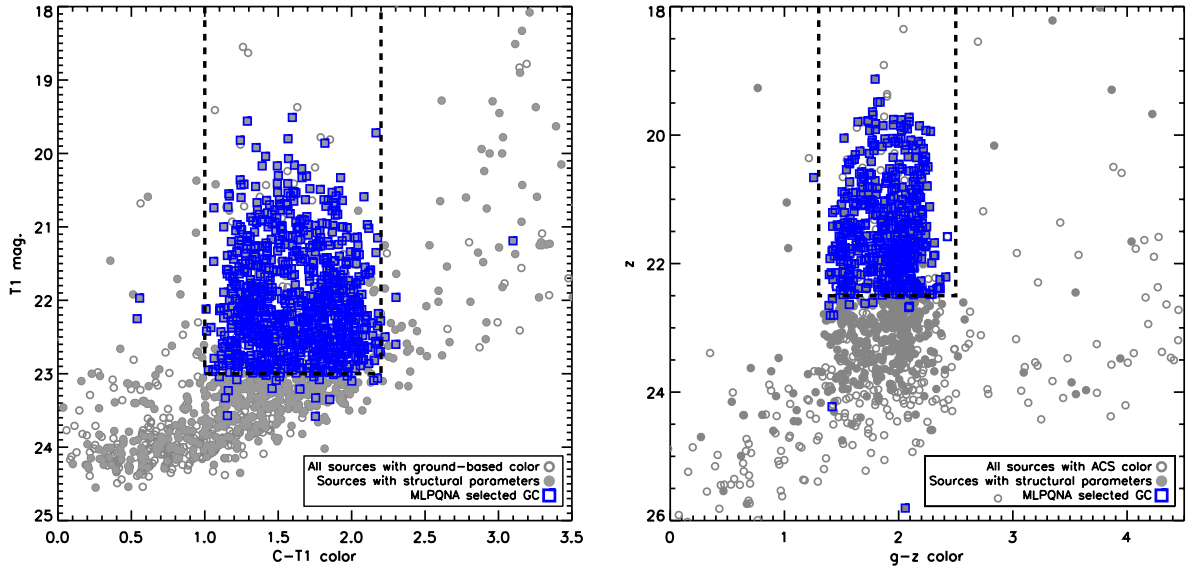 18
19
20
21
22
23
24
25
T1 mag.
0.0 0.5 1.0 1.5 2.0 2.5 3.0 3.5
C-T1 color
All sources with ground-based color
Sources with structural parameters
MLPQNA selected GC
18
20
22
24
26
z
0 1 2 3 4
g-z color
All sources with ACS color
Sources with structural parameters
MLPQNA selected GC